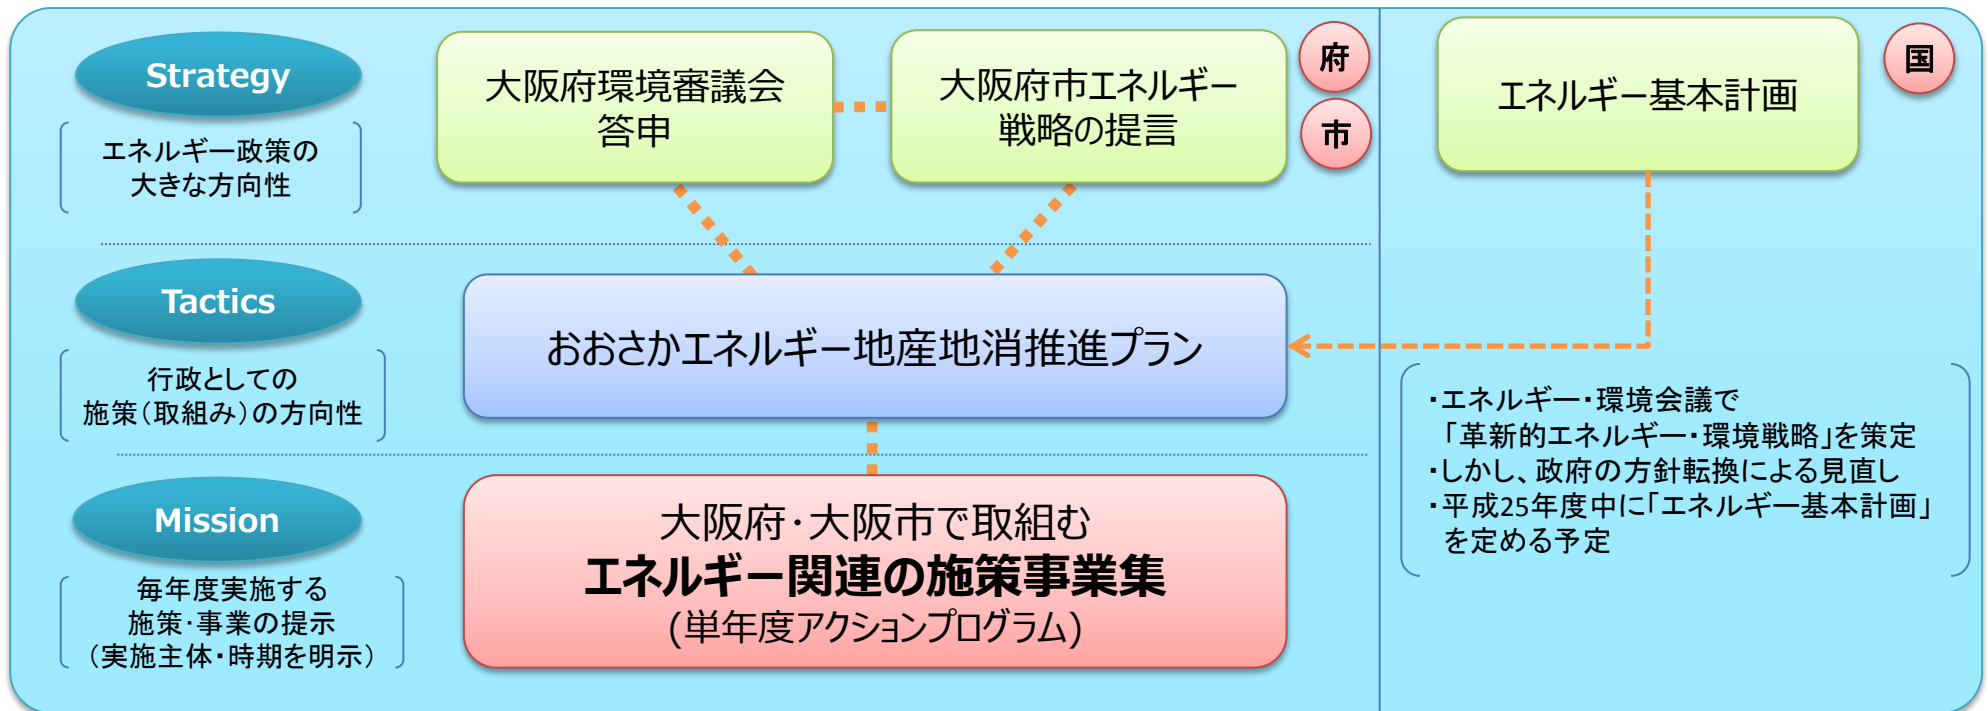 Strategy
エネルギー政策の
大きな方向性
大阪府環境審議会
答申
大阪府市エネルギー
戦略の提言
府
市
エネルギー基本計画
国
Tactics
行政としての
施策(取組み)の方向性
おおさかエネルギー地産地消推進プラン
・エネルギー・環境会議で
「革新的エネルギー・環境戦略」を策定
・しかし、政府の方針転換による見直し
・平成25年度中に「エネルギー基本計画」
を定める予定
Mission
毎年度実施する
施策・事業の提示
(実施主体・時期を明示)
大阪府・大阪市で取組む
エネルギー関連の施策事業集
(単年度アクションプログラム)